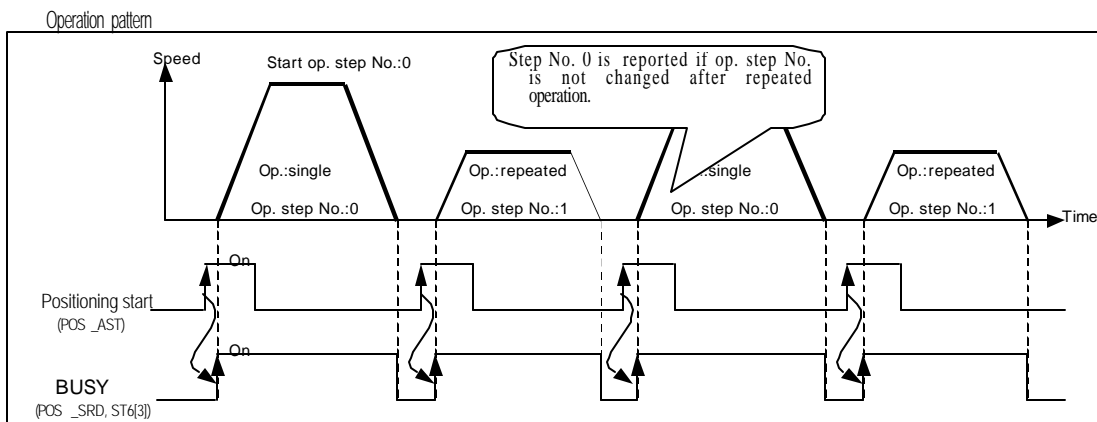 Operation pattern
Speed
Start op. step No.:0
Step No. 0 is reported if op. step No.
is not changed after repeated
operation.
Op.:single
Op.:repeated
.:single
Op.:repeated
Op. step No.:0
Op. step No.:1
Op. step No.:0
Op. step No.:1
Time
On
Positioning start
(POS _AST)
On
BUSY
(POS _SRD, ST6[3])